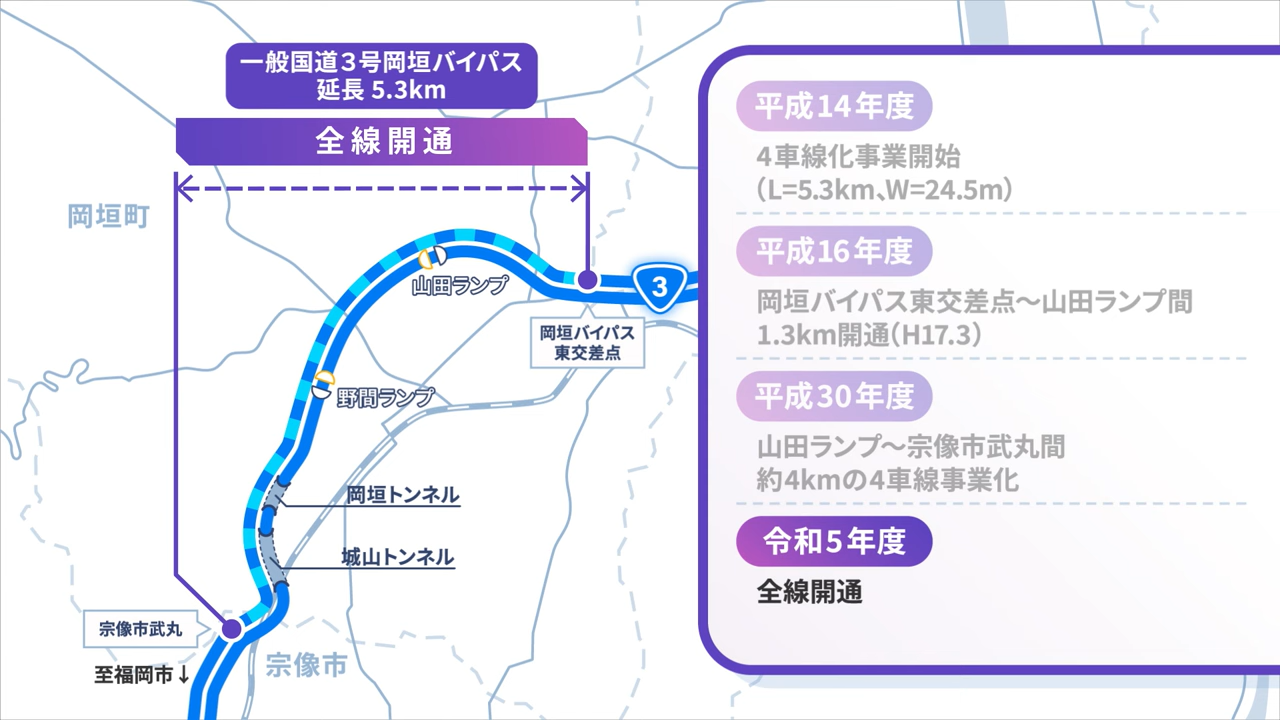 一般国道3号岡垣バイパス
延長 5.3km
全線開通
岡垣町
山田ランプ
3
岡垣バイパス
東交差点
野間ランプ
岡垣トンネル
城山トンネル
宗像市武丸
宗像市
至福岡市↓
平成14年度
4車線化事業開始
(L=5.3km、W=24.5m)
平成16年度
岡垣バイパス東交差点～山田ランプ間
1.3km開通(H17.3)
平成30年度
山田ランプ～宗像市武丸間
約4kmの4車線事業化
令和5年度
全線開通